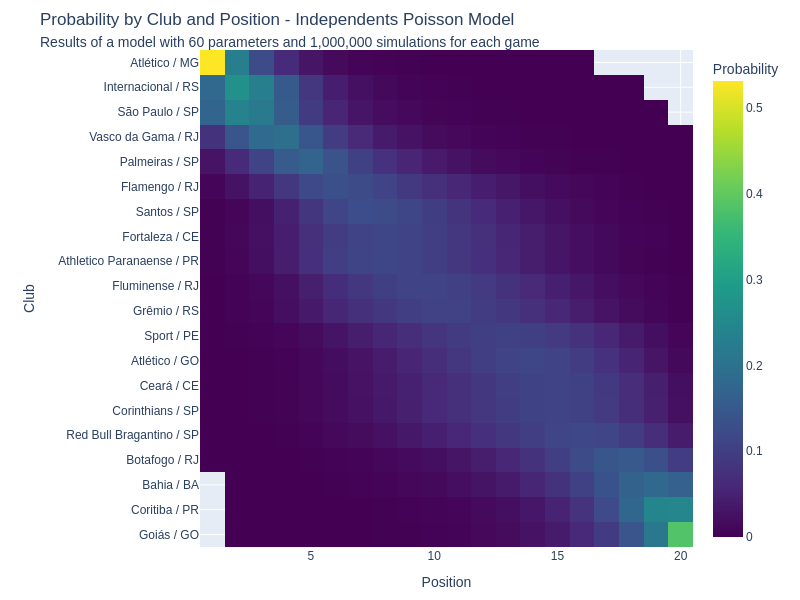 Probability by Club and Position - Independents Poisson Model
Results of a model with 60 parameters and 1,000,000 simulations for each game
Probability
Atlético / MG
Internacional / RS
São Paulo / SP
Vasco da Gama / RJ
Palmeiras / SP
Flamengo / RJ
Santos / SP
Fortaleza / CE
Athletico Paranaense / PR
Fluminense / RJ
Grêmio / RS
Sport / PE
Atlético / GO
Ceará / CE
Corinthians / SP
Red Bull Bragantino / SP
Botafogo / RJ
Bahia / BA
Coritiba / PR
Goiás / GO
Club
5
10
15
20
Position
0.5
0.4
0.3
0.2
0.1
0